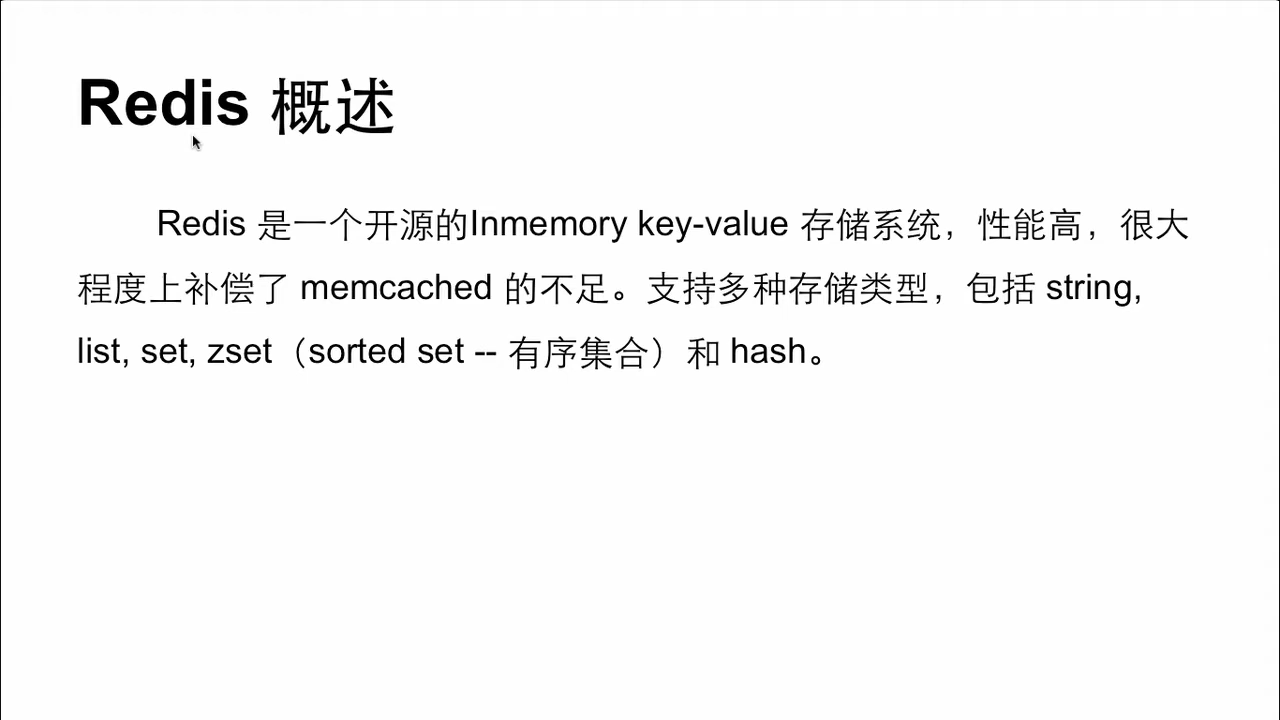 Redis 概述
Redis 是一个开源的Inmemory key-value 存储系统，性能高，很大
程度上补偿了 memcached 的不足。支持多种存储类型，包括 string,
list, set, zset（sorted set -- 有序集合）和 hash。